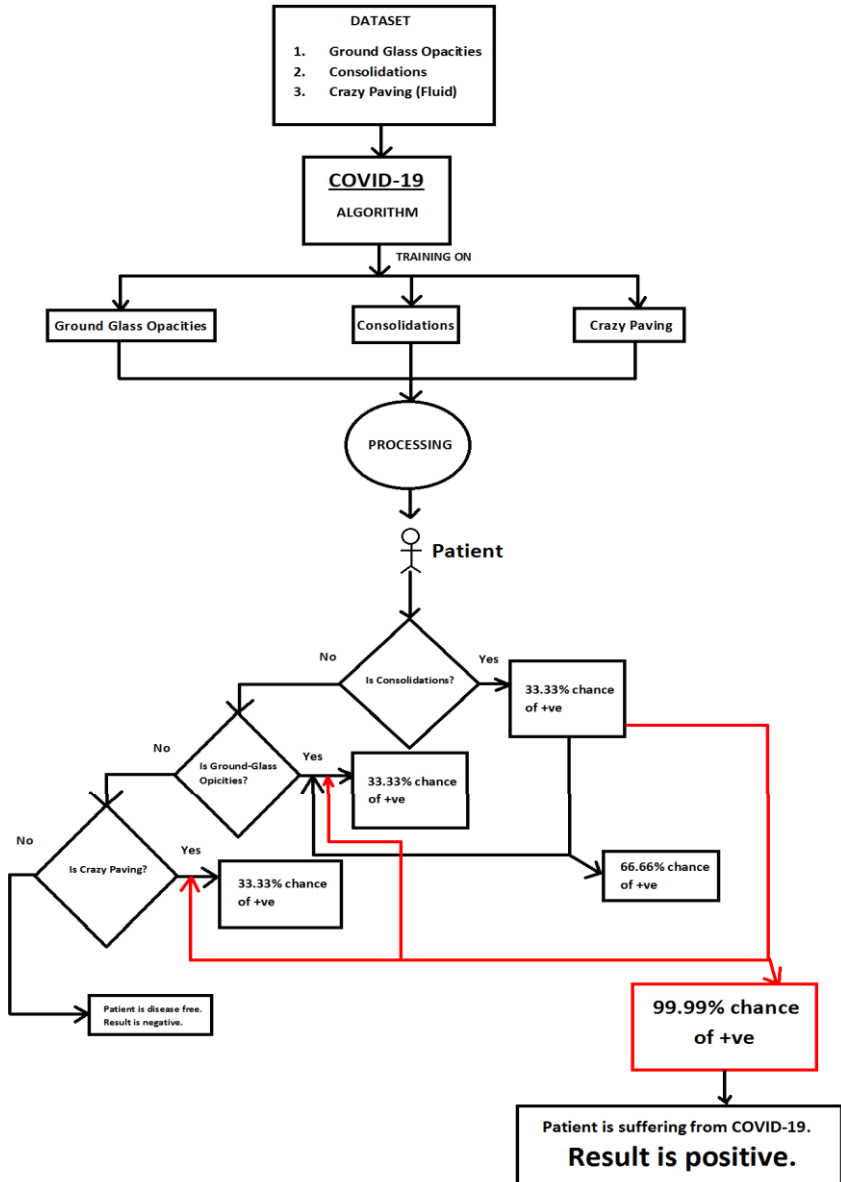 DATASET
1. Ground Glass Opacities
2. Consolidations
3. Crazy Paving (Fluid)
COVID-19
ALGORITHM
TRAINING ON
Ground Glass Opacities
Consolidations
Crazy Paving
PROCESSING
Patient
No
Yes
Is Consolidations?
33.33% chance
of +ve
No
Yes
Is Ground-Glass
Opicities?
33.33% chance
of +ve
No
Yes
Is Crazy Paving?
33.33% chance
of +ve
66.66% chance
of +ve
Patient is disease free.
Result is negative.
99.99% chance
of +ve
Patient is suffering from COVID-19.
Result is positive.